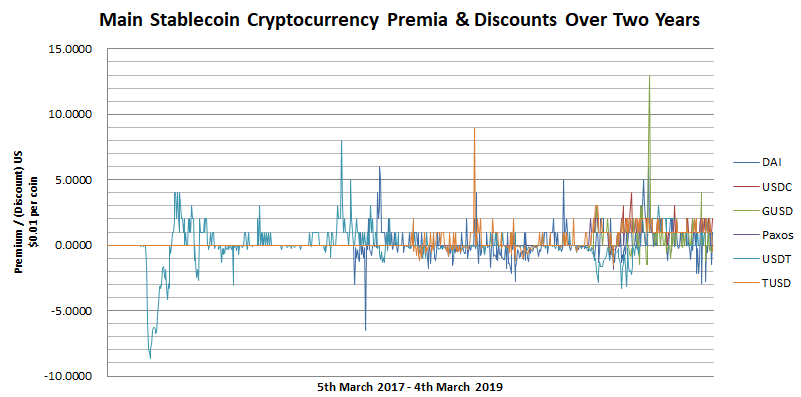 Main Stablecoin Cryptocurrency Premia & Discounts Over Two Years
15.0000
10.0000
5.0000
0.0000
-5.0000
-10.0000
Premium / (Discount) US
$0.01 per coin
5th March 2017 - 4th March 2019
DAI
USDC
GUSD
Paxos
USDT
TUSD